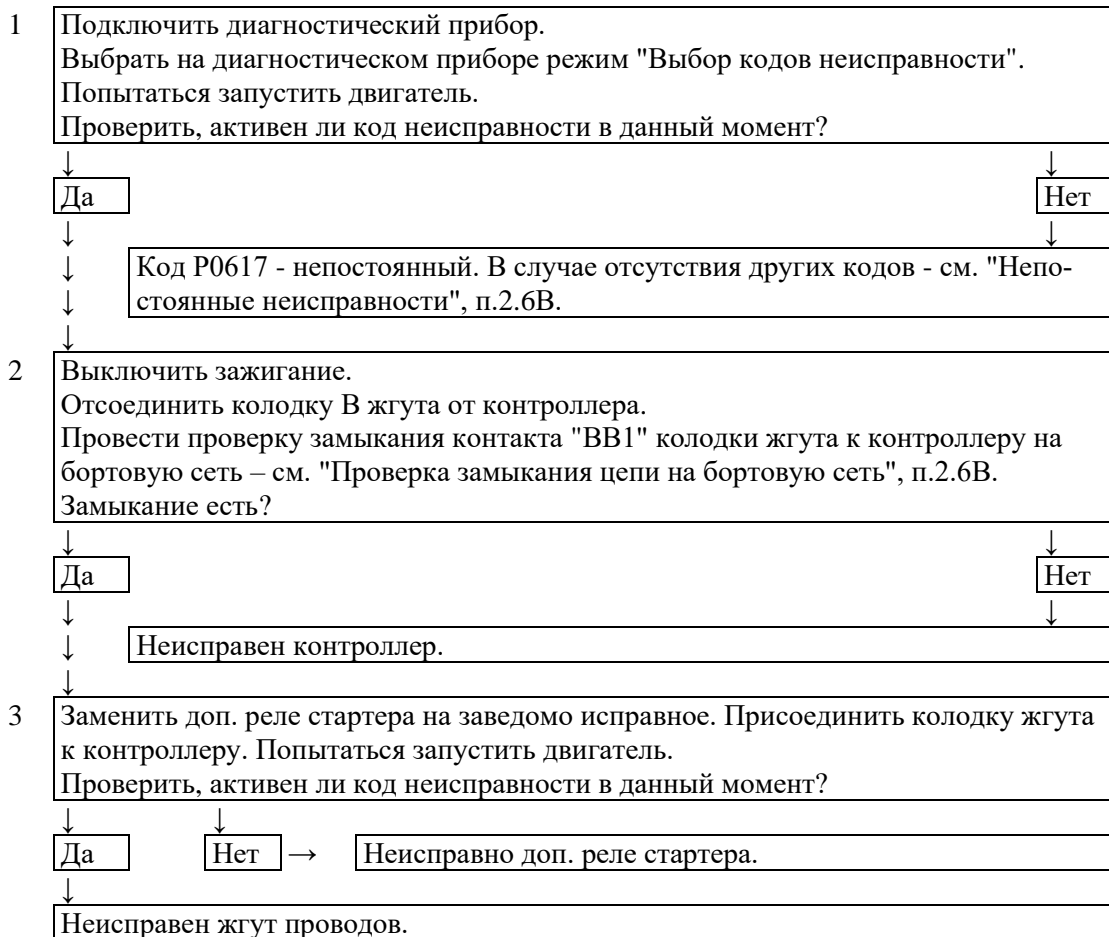 1 Подключить диагностический прибор.
Выбрать на диагностическом приборе режим "Выбор кодов неисправности".
Попытаться запустить двигатель.
Проверить, активен ли код неисправности в данный момент?
↓ ↓
Да Нет
↓ ↓
↓ Код Р0617 - непостоянный. В случае отсутствия других кодов - см. "Непо-
↓ стоянные неисправности", п.2.6В.
↓
2 Выключить зажигание.
Отсоединить колодку В жгута от контроллера.
Провести проверку замыкания контакта "ВВ1" колодки жгута к контроллеру на
бортовую сеть – см. "Проверка замыкания цепи на бортовую сеть", п.2.6В.
Замыкание есть?
↓ ↓
Да Нет
↓ ↓
↓ Неисправен контроллер.
↓
3 Заменить доп. реле стартера на заведомо исправное. Присоединить колодку жгута
к контроллеру. Попытаться запустить двигатель.
Проверить, активен ли код неисправности в данный момент?
↓ ↓
Да Нет → Неисправно доп. реле стартера.
↓
Неисправен жгут проводов.